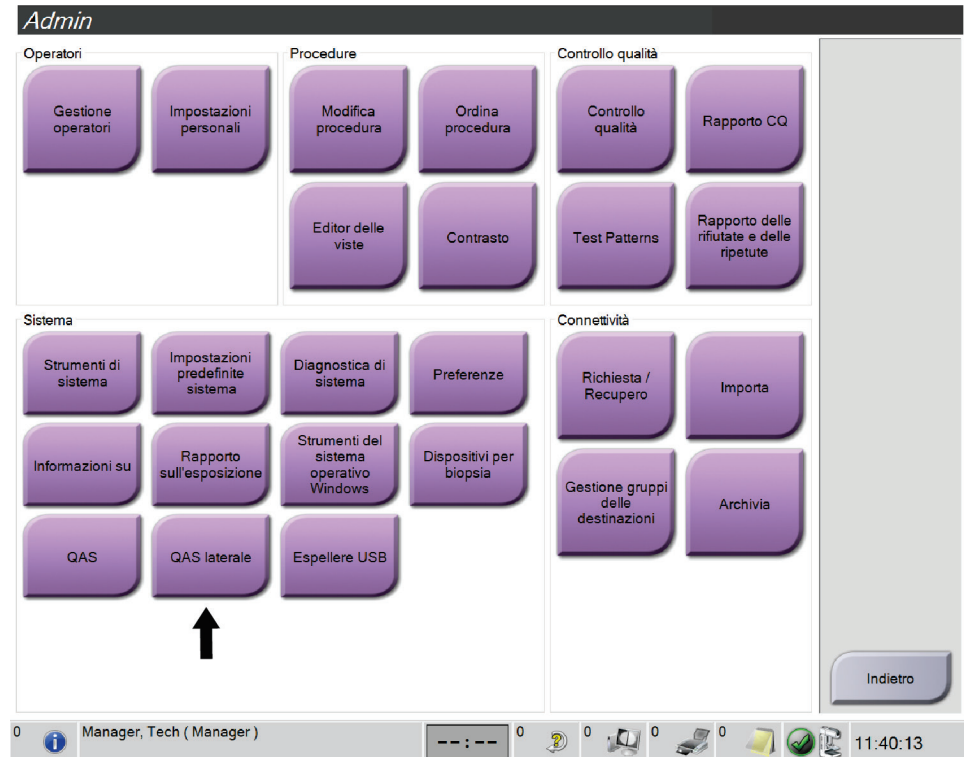 Admin
Operatori
Gestione
operatori
Impostazioni
personali
Procedure
Modifica
procedura
Ordina
procedura
Editor delle
viste
Contrasto
Controllo qualità
Controllo
qualità
Rapporto CQ
Test Patterns
Rapporto delle
rifiutate e delle
ripetute
Sistema
Strumenti di
sistema
Impostazioni
predefinite
sistema
Diagnostica di
sistema
Preferenze
Informazioni su
Rapporto
sull'esposizione
Strumenti del
sistema
operativo
Windows
Dispositivi per
biopsia
QAS
QAS laterale
Espellere USB
Connettività
Richiesta /
Recupero
Importa
Gestione gruppi
delle
destinazioni
Archivia
Indietro
0
Manager, Tech ( Manager )
--:--
0
0
0
0
11:40:13